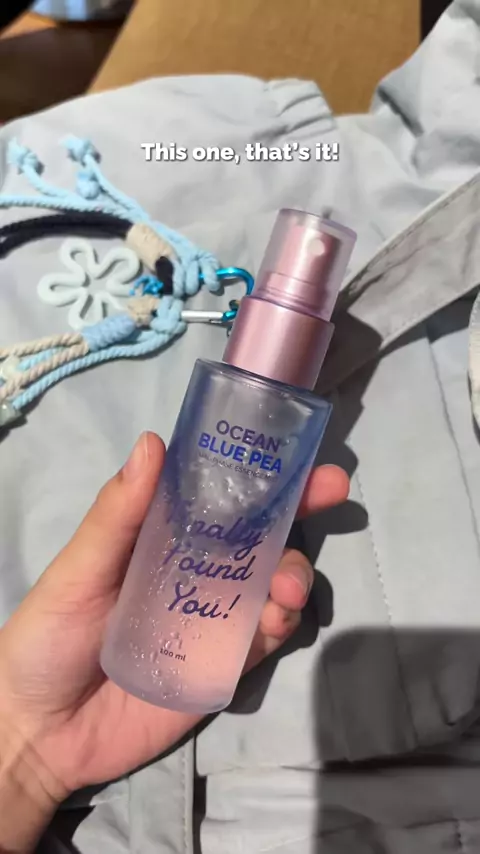 This one, that's it!
OCEAN
BLUE PEA
Finally
Found
You!
100 ml